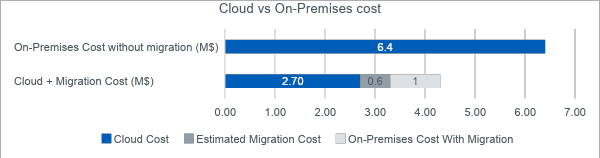 Cloud vs On-Premises cost
On-Premises Cost without migration (M$)
6.4
Cloud + Migration Cost (M$)
2.70 0.6 1
0.00 1.00 2.00 3.00 4.00 5.00 6.00 7.00
Cloud Cost Estimated Migration Cost On-Premises Cost With Migration